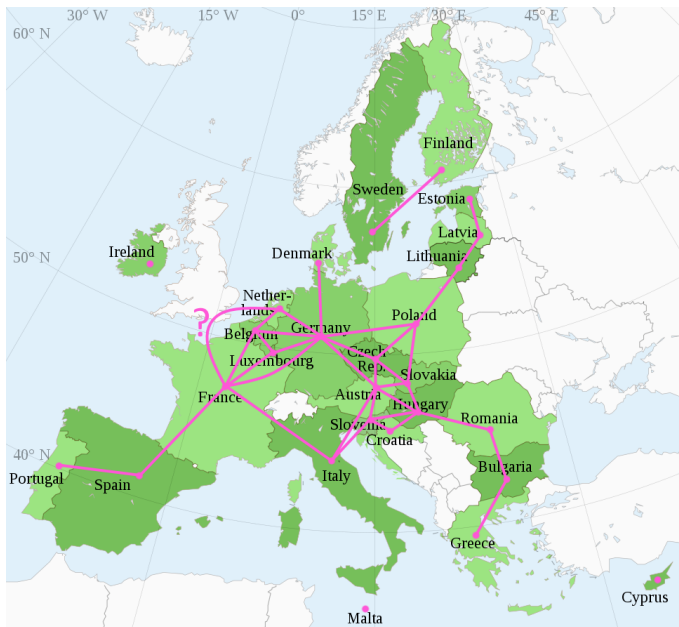 30° W
15° W
0°
15° E
30° E
45° E
60° N
Finland
Sweden
Estonia
Latvia
Ireland
Denmark
Lithuania
50° N
Nether-
lands
?
Poland
Germany
Belgium
Czech
Rep.
Luxembourg
Slovakia
Austria
France
Hungary
Romania
Slovenia
Croatia
40° N
Bulgaria
Italy
Portugal
Spain
Greece
Cyprus
Malta